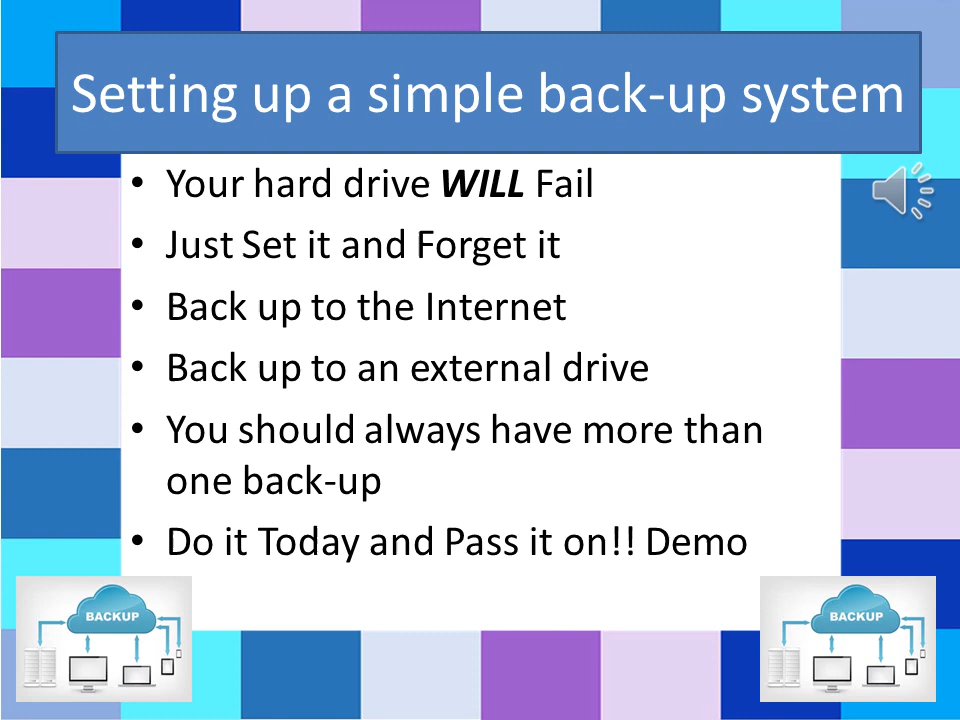 Setting up a simple back-up system
• Your hard drive WILL Fail
• Just Set it and Forget it
• Back up to the Internet
• Back up to an external drive
• You should always have more than
one back-up
• Do it Today and Pass it on!! Demo
BACKUP
BACKUP